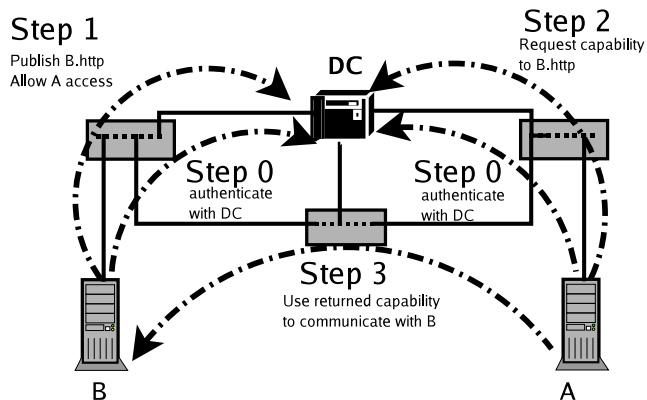 Step 1
Publish B.http
Allow A access
Step 2
Request capability
to B.http
DC
Step 0
authenticate
with DC
Step 0
authenticate
with DC
Step 3
Use returned capability
to communicate with B
B
A